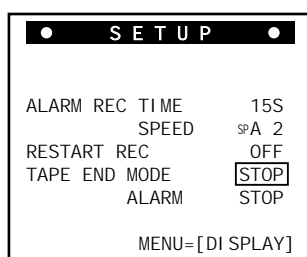 ● SETUP ●
ALARM REC TIME 15S
SPEED SPA 2
RESTART REC OFF
TAPE END MODE STOP
ALARM STOP
MENU=[DISPLAY]